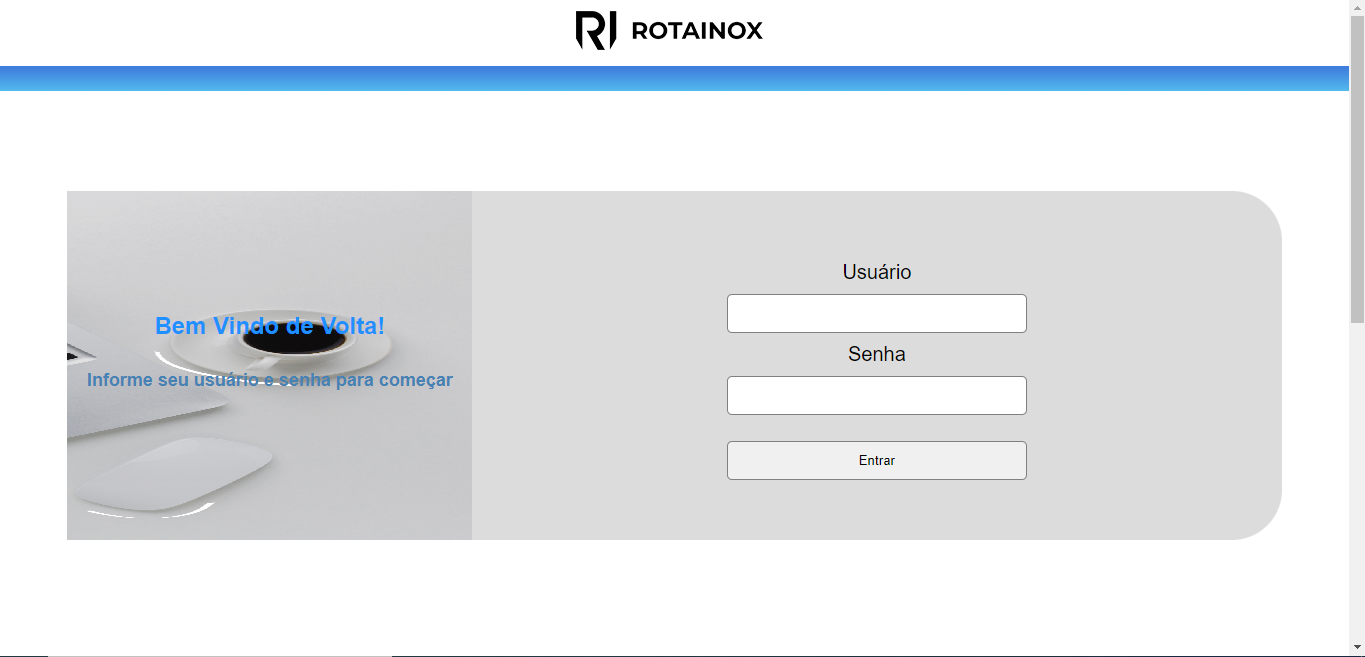 RI ROTAINOX
Bem Vindo de Volta!
Informe seu usuário e senha para começar
Usuário
Senha
Entrar